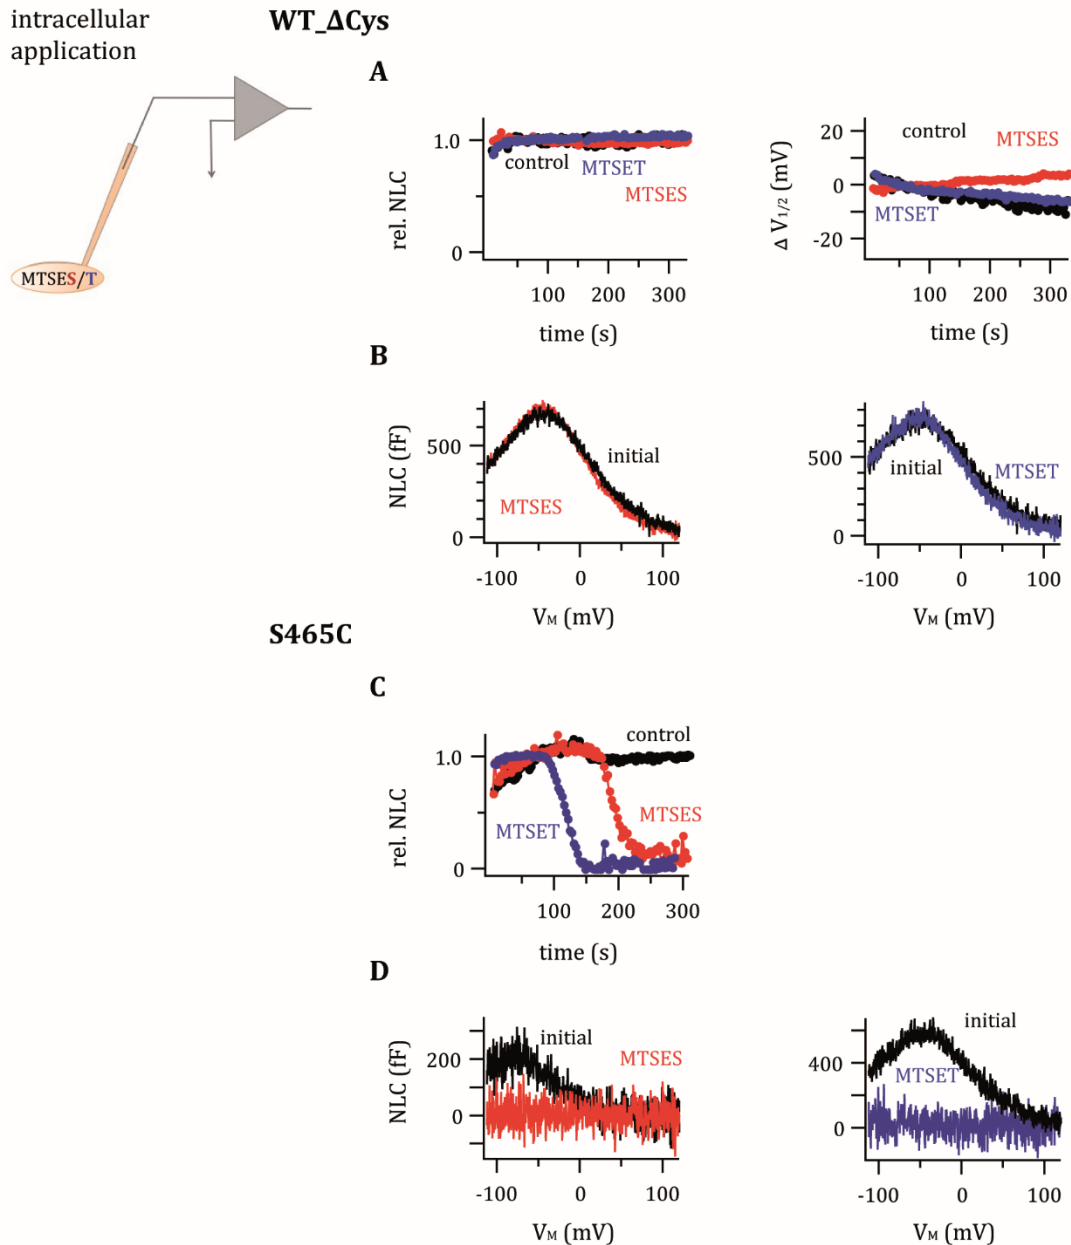 intracellular
application
WT_ΔCys
MTSES/T
A
rel. NLC
1.0
0
control
MTSET
MTSES
100 200 300
time (s)
Δ V1/2 (mV)
20
0
-20
control
MTSES
MTSET
100 200 300
time (s)
B
NLC (fF)
500
0
initial
MTSES
-100 0 100
VM (mV)
500
0
initial
MTSET
-100 0 100
VM (mV)
S465C
C
rel. NLC
1.0
0
control
MTSET
MTSES
100 200 300
time (s)
D
NLC (fF)
200
0
initial
MTSES
-100 0 100
VM (mV)
400
0
initial
MTSET
-100 0 100
VM (mV)